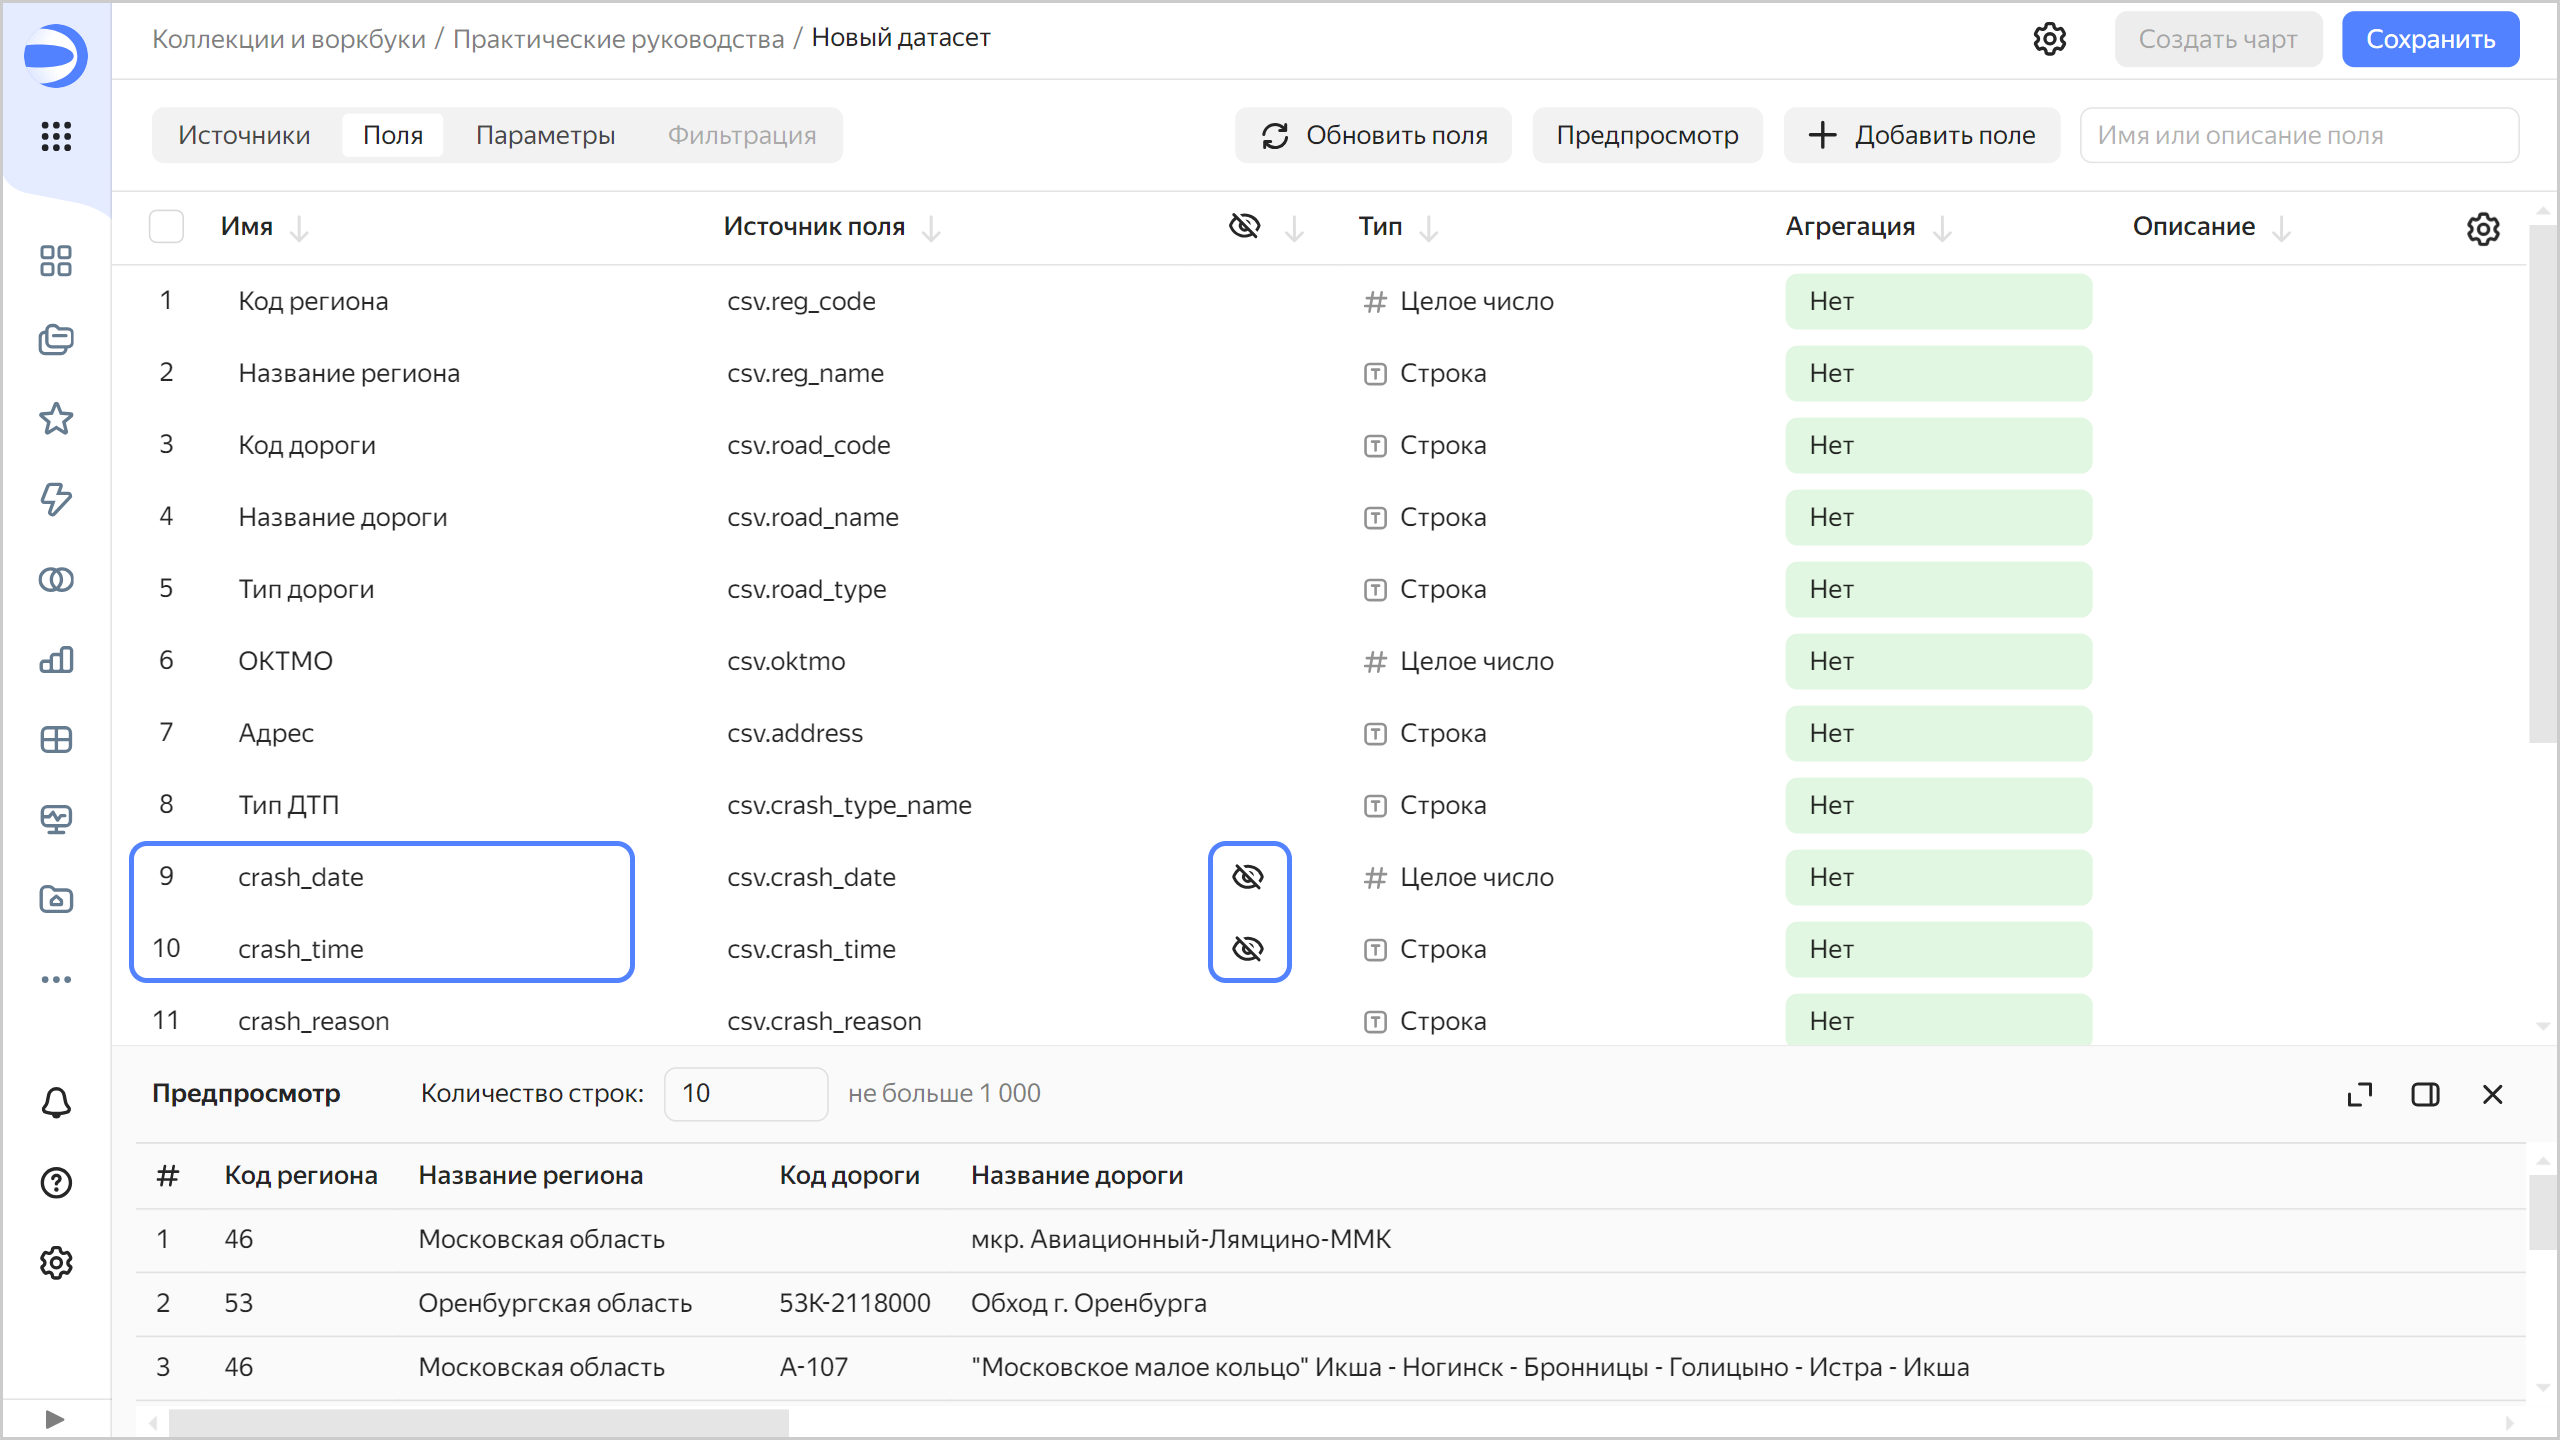 Коллекции и воркбуки / Практические руководства / Новый датасет
Создать чарт
Сохранить
Источники Поля Параметры Фильтрация
Обновить поля
Предпросмотр
Добавить поле
Имя или описание поля
Имя Источник поля Тип Агрегация Описание
1 Код региона csv.reg_code Целое число Нет
2 Название региона csv.reg_name Строка Нет
3 Код дороги csv.road_code Строка Нет
4 Название дороги csv.road_name Строка Нет
5 Тип дороги csv.road_type Строка Нет
6 ОКТМО csv.oktmo Целое число Нет
7 Адрес csv.address Строка Нет
8 Тип ДТП csv.crash_type_name Строка Нет
9 crash_date csv.crash_date Целое число Нет
10 crash_time csv.crash_time Строка Нет
11 crash_reason csv.crash_reason Строка Нет
Предпросмотр Количество строк: 10 не больше 1 000
# Код региона Название региона Код дороги Название дороги
1 46 Московская область мкр. Авиационный-Лямцино-ММК
2 53 Оренбургская область 53К-2118000 Обход г. Оренбурга
3 46 Московская область А-107 "Московское малое кольцо" Икша - Ногинск - Бронницы - Голицыно - Истра - Икша